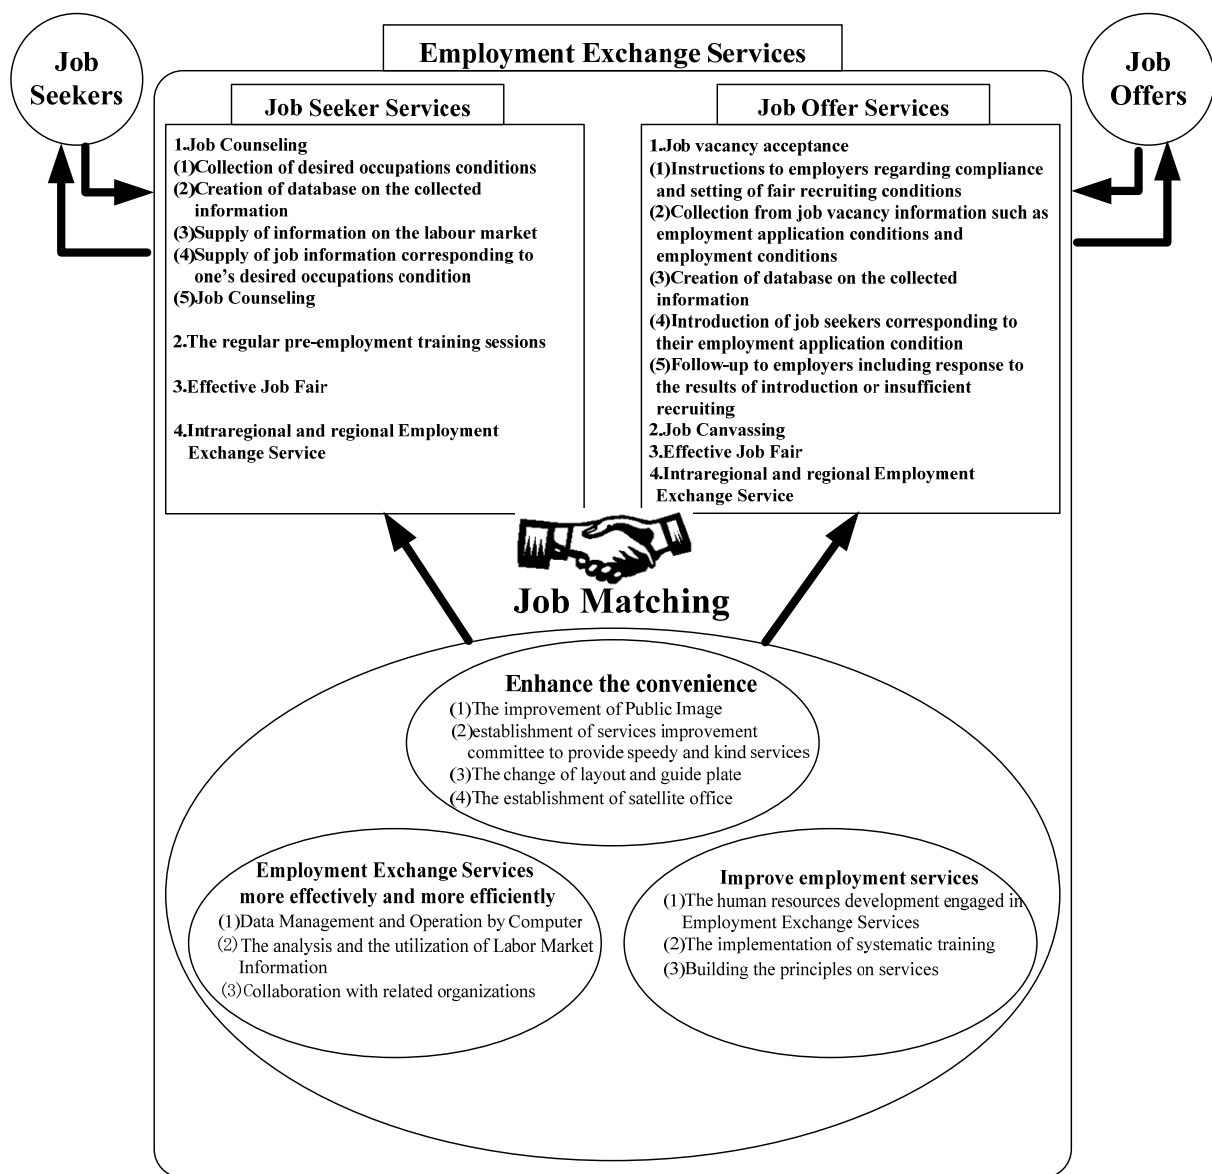 Job
Seekers
Employment Exchange Services
Job
Offers
Job Seeker Services
1.Job Counseling
(1)Collection of desired occupations conditions
(2)Creation of database on the collected
information
(3)Supply of information on the labour market
(4)Supply of job information corresponding to
one's desired occupations condition
(5)Job Counseling
2.The regular pre-employment training sessions
3.Effective Job Fair
4.Intraregional and regional Employment
Exchange Service
Job Offer Services
1.Job vacancy acceptance
(1)Instructions to employers regarding compliance
and setting of fair recruiting conditions
(2)Collection from job vacancy information such as
employment application conditions and
employment conditions
(3)Creation of database on the collected
information
(4)Introduction of job seekers corresponding to
their employment application condition
(5)Follow-up to employers including response to
the results of introduction or insufficient
recruiting
2.Job Canvassing
3.Effective Job Fair
4.Intraregional and regional Employment
Exchange Service
Job Matching
Enhance the convenience
(1)The improvement of Public Image
(2)establishment of services improvement
committee to provide speedy and kind services
(3)The change of layout and guide plate
(4)The establishment of satellite office
Employment Exchange Services
more effectively and more efficiently
(1)Data Management and Operation by Computer
(2)The analysis and the utilization of Labor Market
Information
(3)Collaboration with related organizations
Improve employment services
(1)The human resources development engaged in
Employment Exchange Services
(2)The implementation of systematic training
(3)Building the principles on services